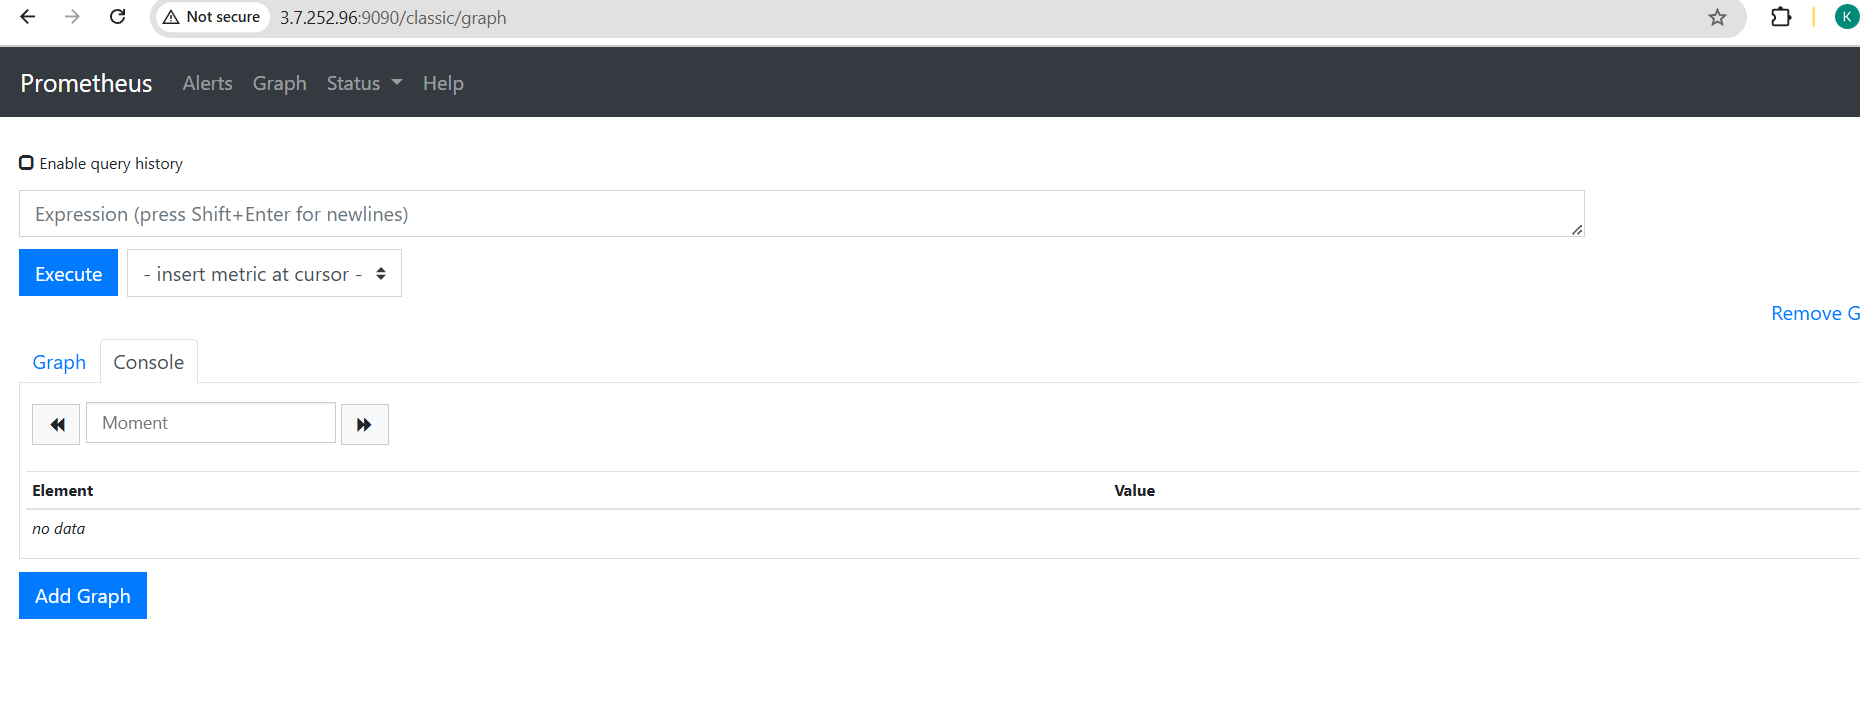 Not secure 3.7.252.96:9090/classic/graph
K
Prometheus Alerts Graph Status Help
Enable query history
Expression (press Shift+Enter for newlines)
Execute - insert metric at cursor -
Remove G
Graph Console
Moment
Element Value
no data
Add Graph